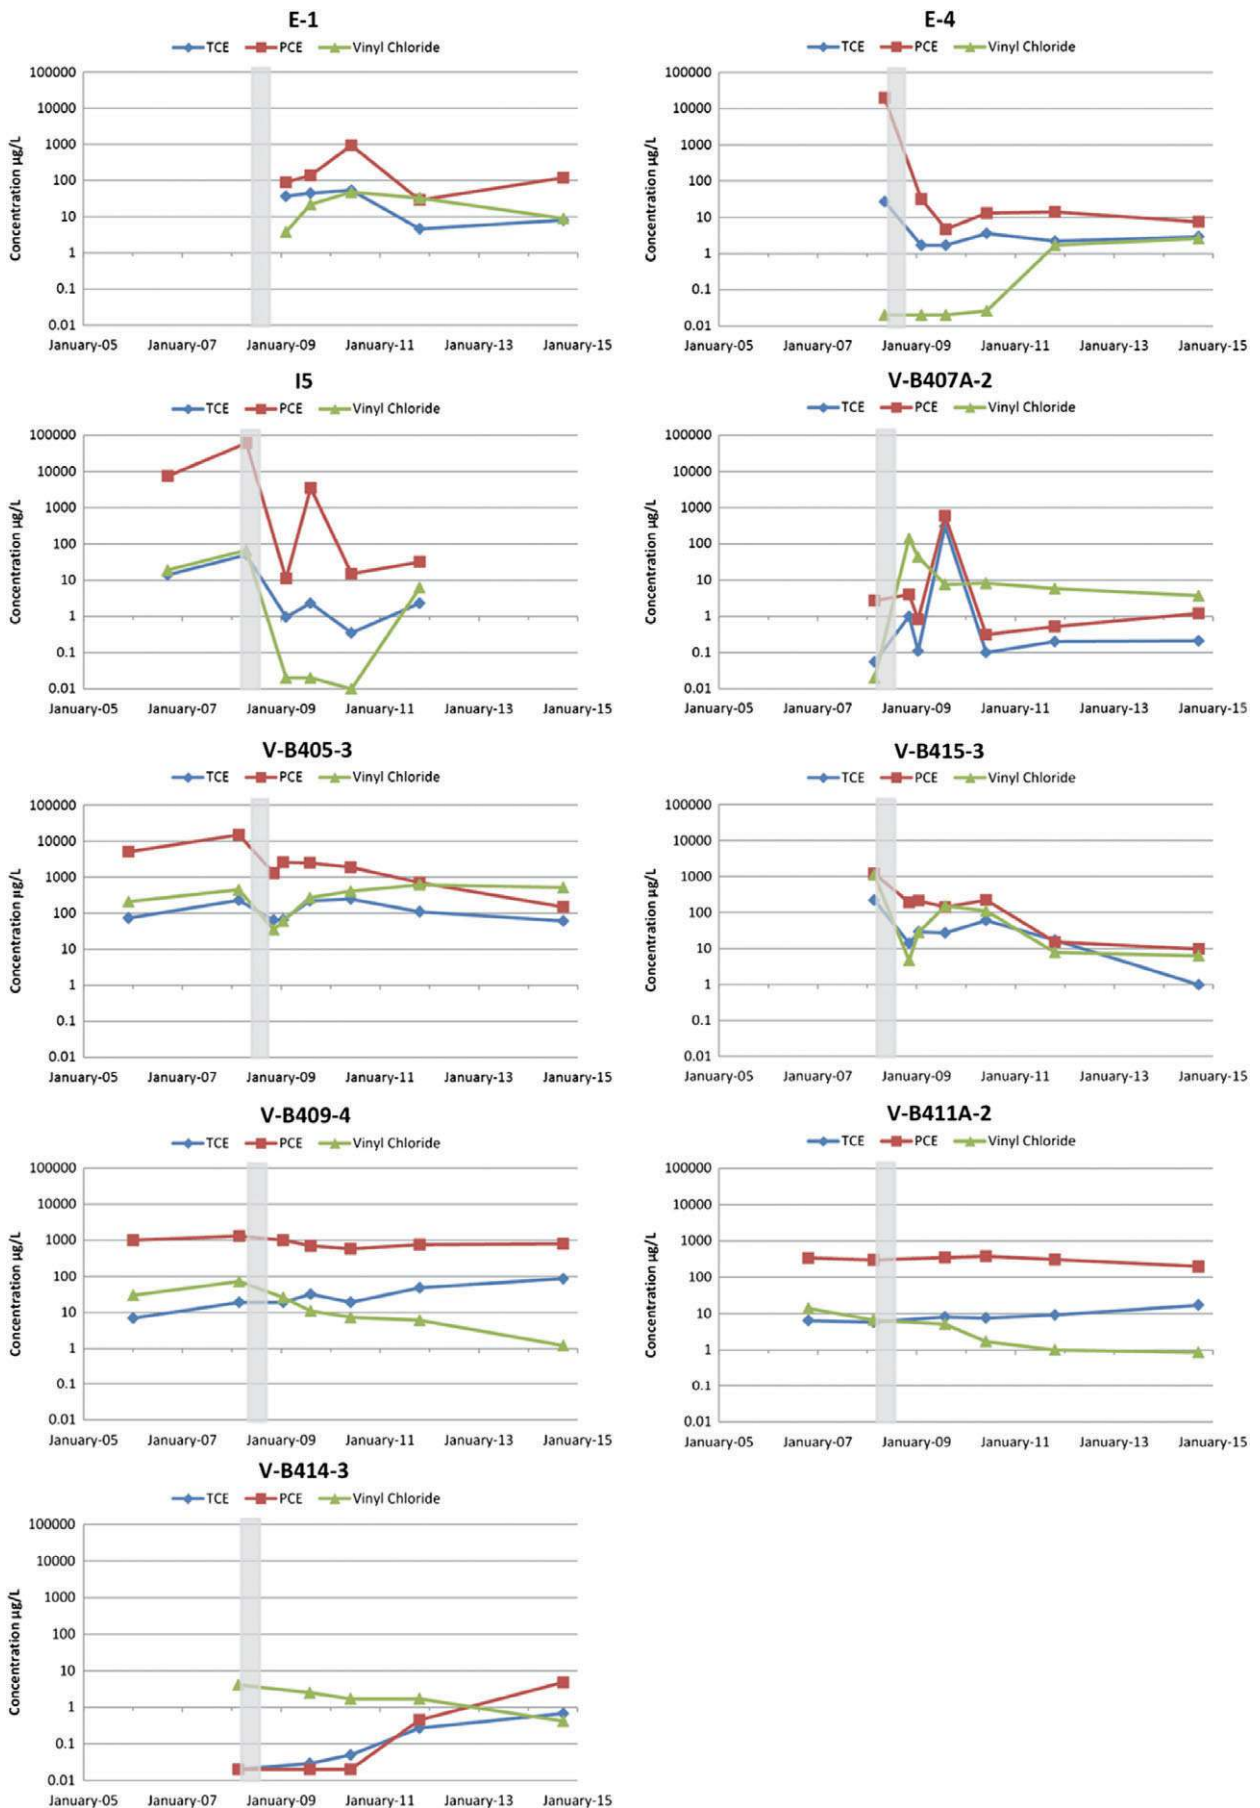 E-1
TCE PCE Vinyl Chloride
Concentration µg/L
100000
10000
1000
100
10
1
0.1
0.01
January-05 January-07 January-09 January-11 January-13 January-15
E-4
TCE PCE Vinyl Chloride
Concentration µg/L
100000
10000
1000
100
10
1
0.1
0.01
January-05 January-07 January-09 January-11 January-13 January-15
I5
TCE PCE Vinyl Chloride
Concentration µg/L
100000
10000
1000
100
10
1
0.1
0.01
January-05 January-07 January-09 January-11 January-13 January-15
V-B407A-2
TCE PCE Vinyl Chloride
Concentration µg/L
100000
10000
1000
100
10
1
0.1
0.01
January-05 January-07 January-09 January-11 January-13 January-15
V-B405-3
TCE PCE Vinyl Chloride
Concentration µg/L
100000
10000
1000
100
10
1
0.1
0.01
January-05 January-07 January-09 January-11 January-13 January-15
V-B415-3
TCE PCE Vinyl Chloride
Concentration µg/L
100000
10000
1000
100
10
1
0.1
0.01
January-05 January-07 January-09 January-11 January-13 January-15
V-B409-4
TCE PCE Vinyl Chloride
Concentration µg/L
100000
10000
1000
100
10
1
0.1
0.01
January-05 January-07 January-09 January-11 January-13 January-15
V-B411A-2
TCE PCE Vinyl Chloride
Concentration µg/L
100000
10000
1000
100
10
1
0.1
0.01
January-05 January-07 January-09 January-11 January-13 January-15
V-B414-3
TCE PCE Vinyl Chloride
Concentration µg/L
100000
10000
1000
100
10
1
0.1
0.01
January-05 January-07 January-09 January-11 January-13 January-15